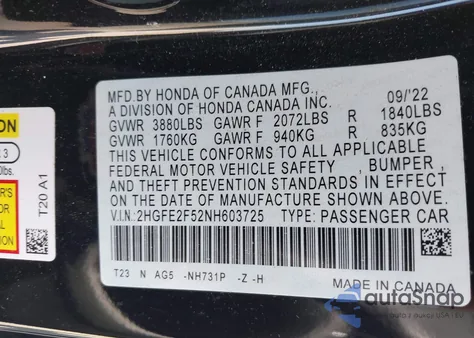 MFD.BY HONDA OF CANADA MFG., 09/'22
A DIVISION OF HONDA CANADA INC.
GVWR 3880LBS GAWR F 2072LBS R 1840LBS
GVWR 1760KG GAWR F 940KG R 835KG
THIS VEHICLE CONFORMS TO ALL APPLICABLE
FEDERAL MOTOR VEHICLE SAFETY, BUMPER,
AND THEFT PREVENTION STANDARDS IN EFFECT
ON THE DATE OF MANUFACTURE SHOWN ABOVE.
V.I.N.:2HGFE2F52NH603725 TYPE: PASSENGER CAR
T23 N AG5 -NH731P -Z -H
MADE IN CANADA
ON
: 3
0lbs.
R'S
T20 A1
autoSnap